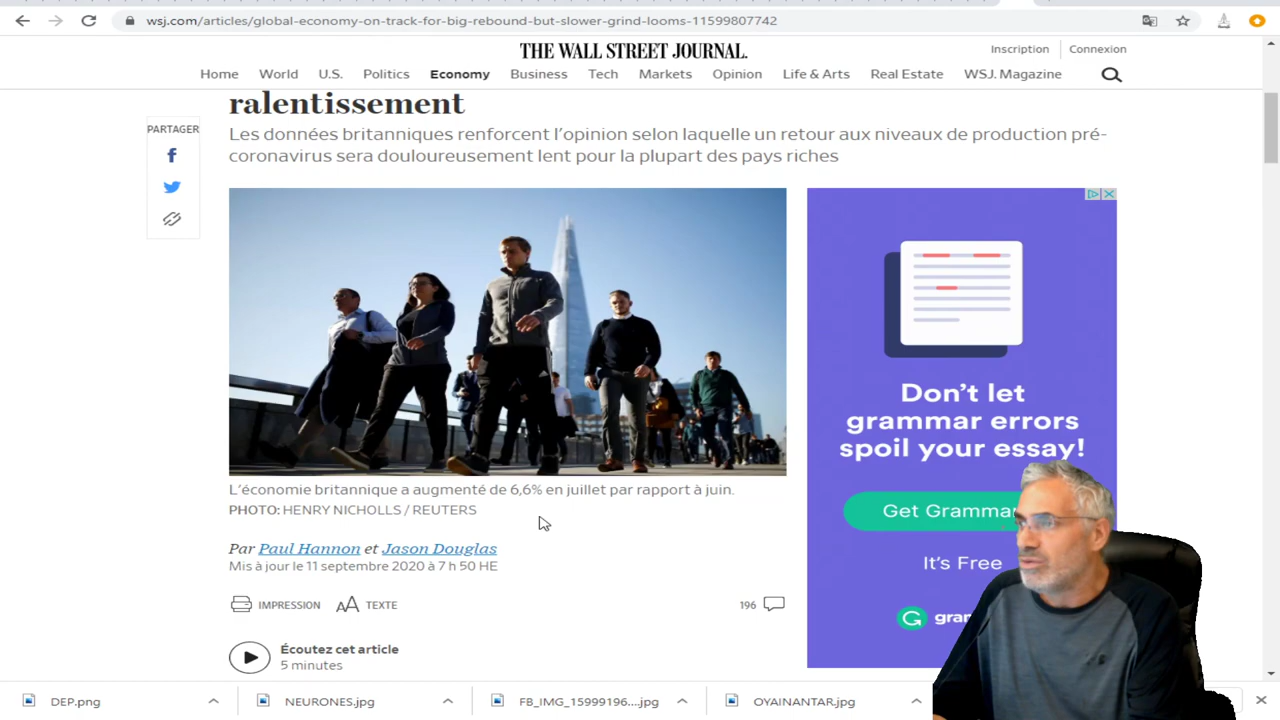 wsj.com/articles/global-economy-on-track-for-big-rebound-but-slower-grind-looms-11599807742
THE WALL STREET JOURNAL.
Inscription Connexion
Home World U.S. Politics Economy Business Tech Markets Opinion Life & Arts Real Estate WSJ. Magazine
ralentissement
PARTAGER
Les données britanniques renforcent l'opinion selon laquelle un retour aux niveaux de production pré-
coronavirus sera douloureusement lent pour la plupart des pays riches
Don't let
grammar errors
spoil your essay!
Get Grammar
It's Free
gram
L'économie britannique a augmenté de 6,6% en juillet par rapport à juin.
PHOTO: HENRY NICHOLLS / REUTERS
Par Paul Hannon et Jason Douglas
Mis à jour le 11 septembre 2020 à 7 h 50 HE
IMPRESSION AA TEXTE 196
Écoutez cet article
5 minutes
DEP.png NEURONES.jpg FB_IMG_15999196....jpg OYAINANTAR.jpg